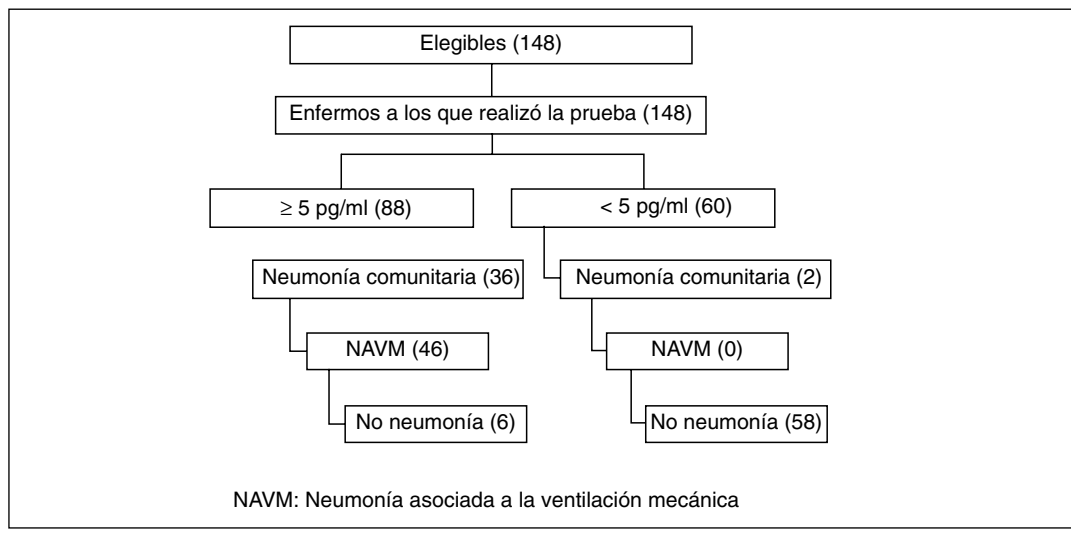 Elegibles (148)
Enfermos a los que realizó la prueba (148)
≥ 5 pg/ml (88)
< 5 pg/ml (60)
Neumonía comunitaria (36)
Neumonía comunitaria (2)
NAVM (46)
NAVM (0)
No neumonía (6)
No neumonía (58)
NAVM: Neumonía asociada a la ventilación mecánica